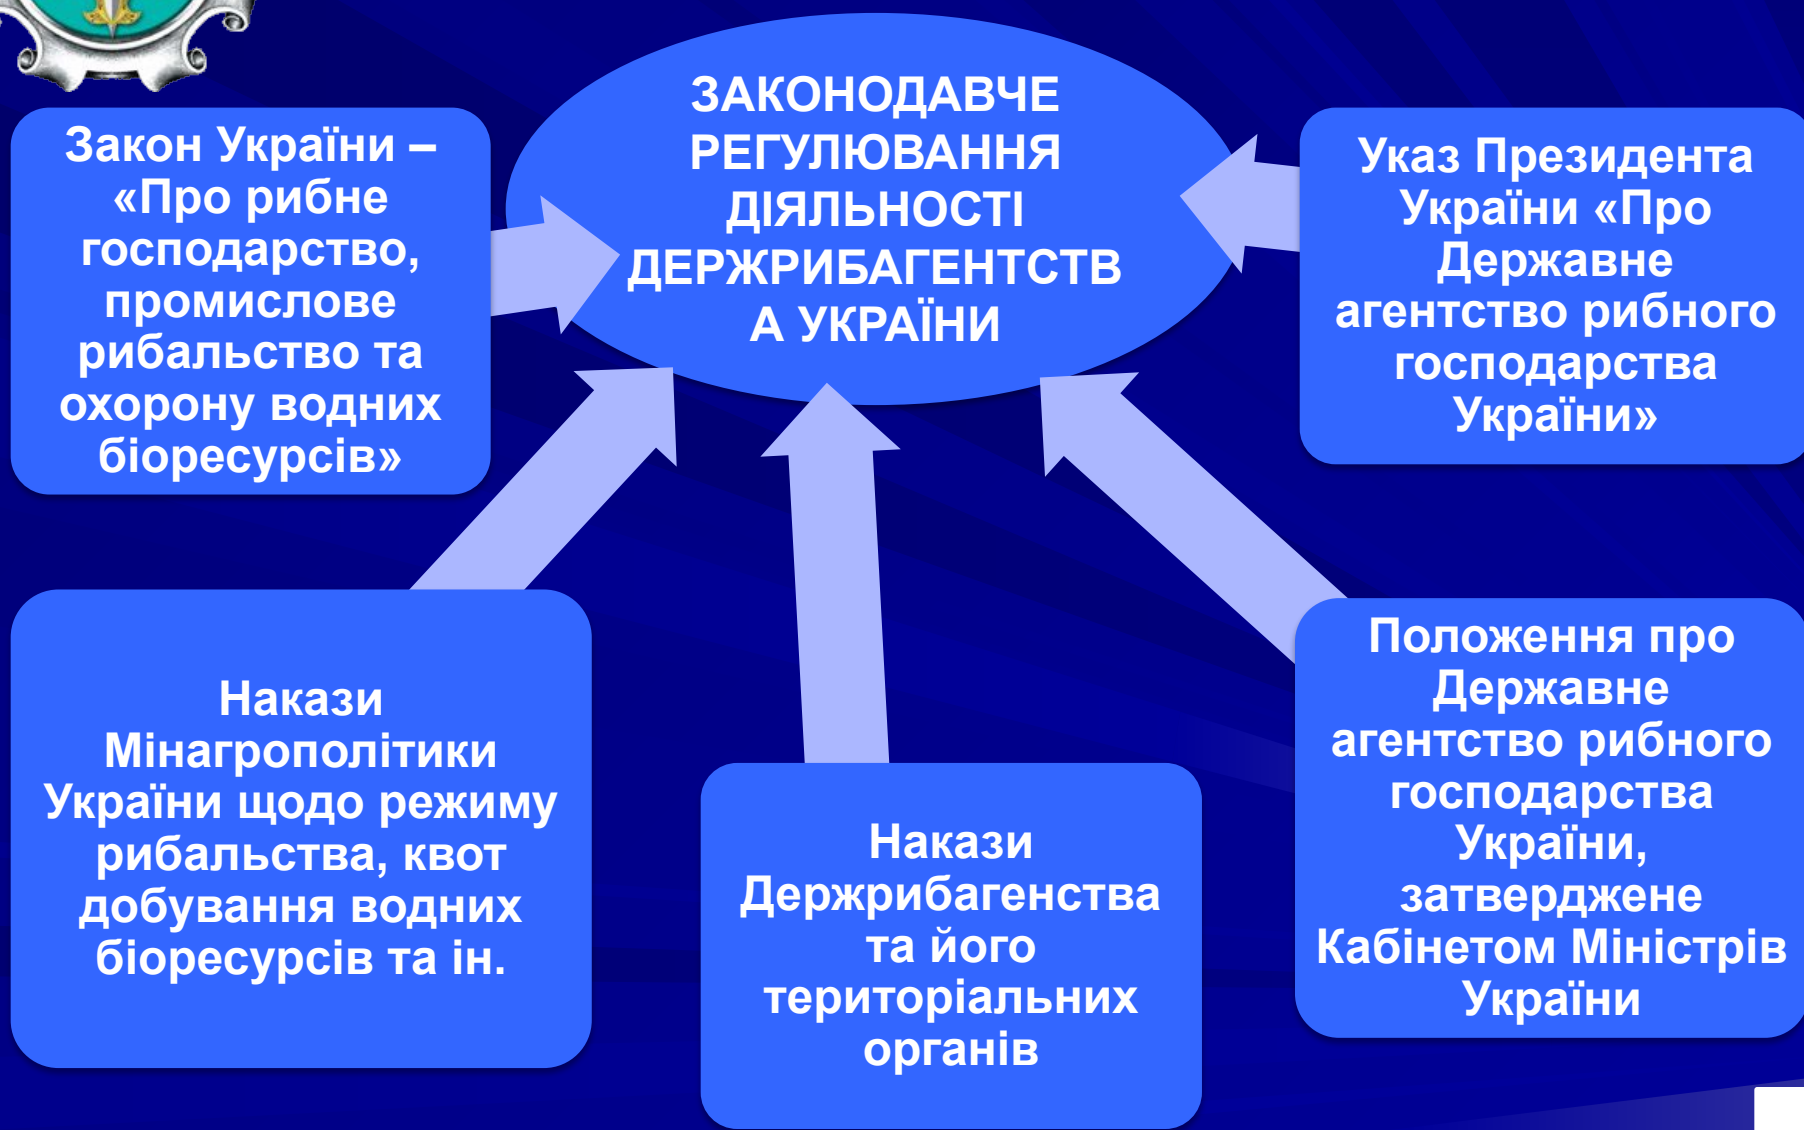 ЗАКОНОДАВЧЕ
РЕГУЛЮВАННЯ
ДІЯЛЬНОСТІ
ДЕРЖРИБАГЕНТСТВ
А УКРАЇНИ
Закон України –
«Про рибне
господарство,
промислове
рибальство та
охорону водних
біоресурсів»
Указ Президента
України «Про
Державне
агентство рибного
господарства
України»
Накази
Мінагрополітики
України щодо режиму
рибальства, квот
добування водних
біоресурсів та ін.
Накази
Держрибагенства
та його
територіальних
органів
Положення про
Державне
агентство рибного
господарства
України,
затверджене
Кабінетом Міністрів
України